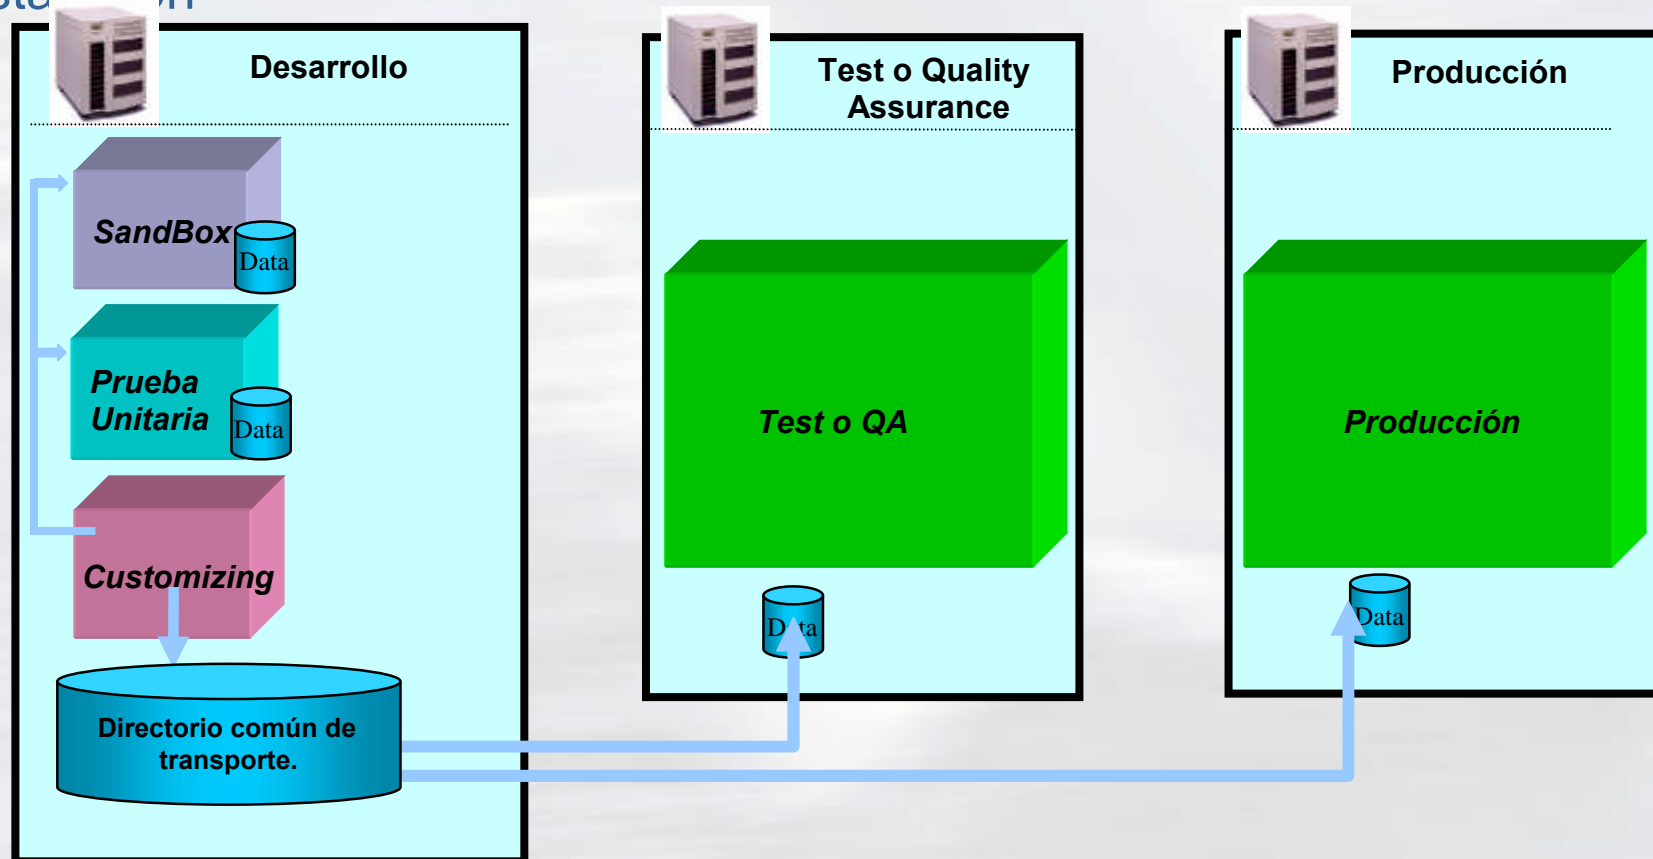 Desarrollo
Test o Quality
Assurance
Producción
SandBox
Data
Prueba
Unitaria
Data
Customizing
Directorio común de
transporte.
Test o QA
Data
Producción
Data